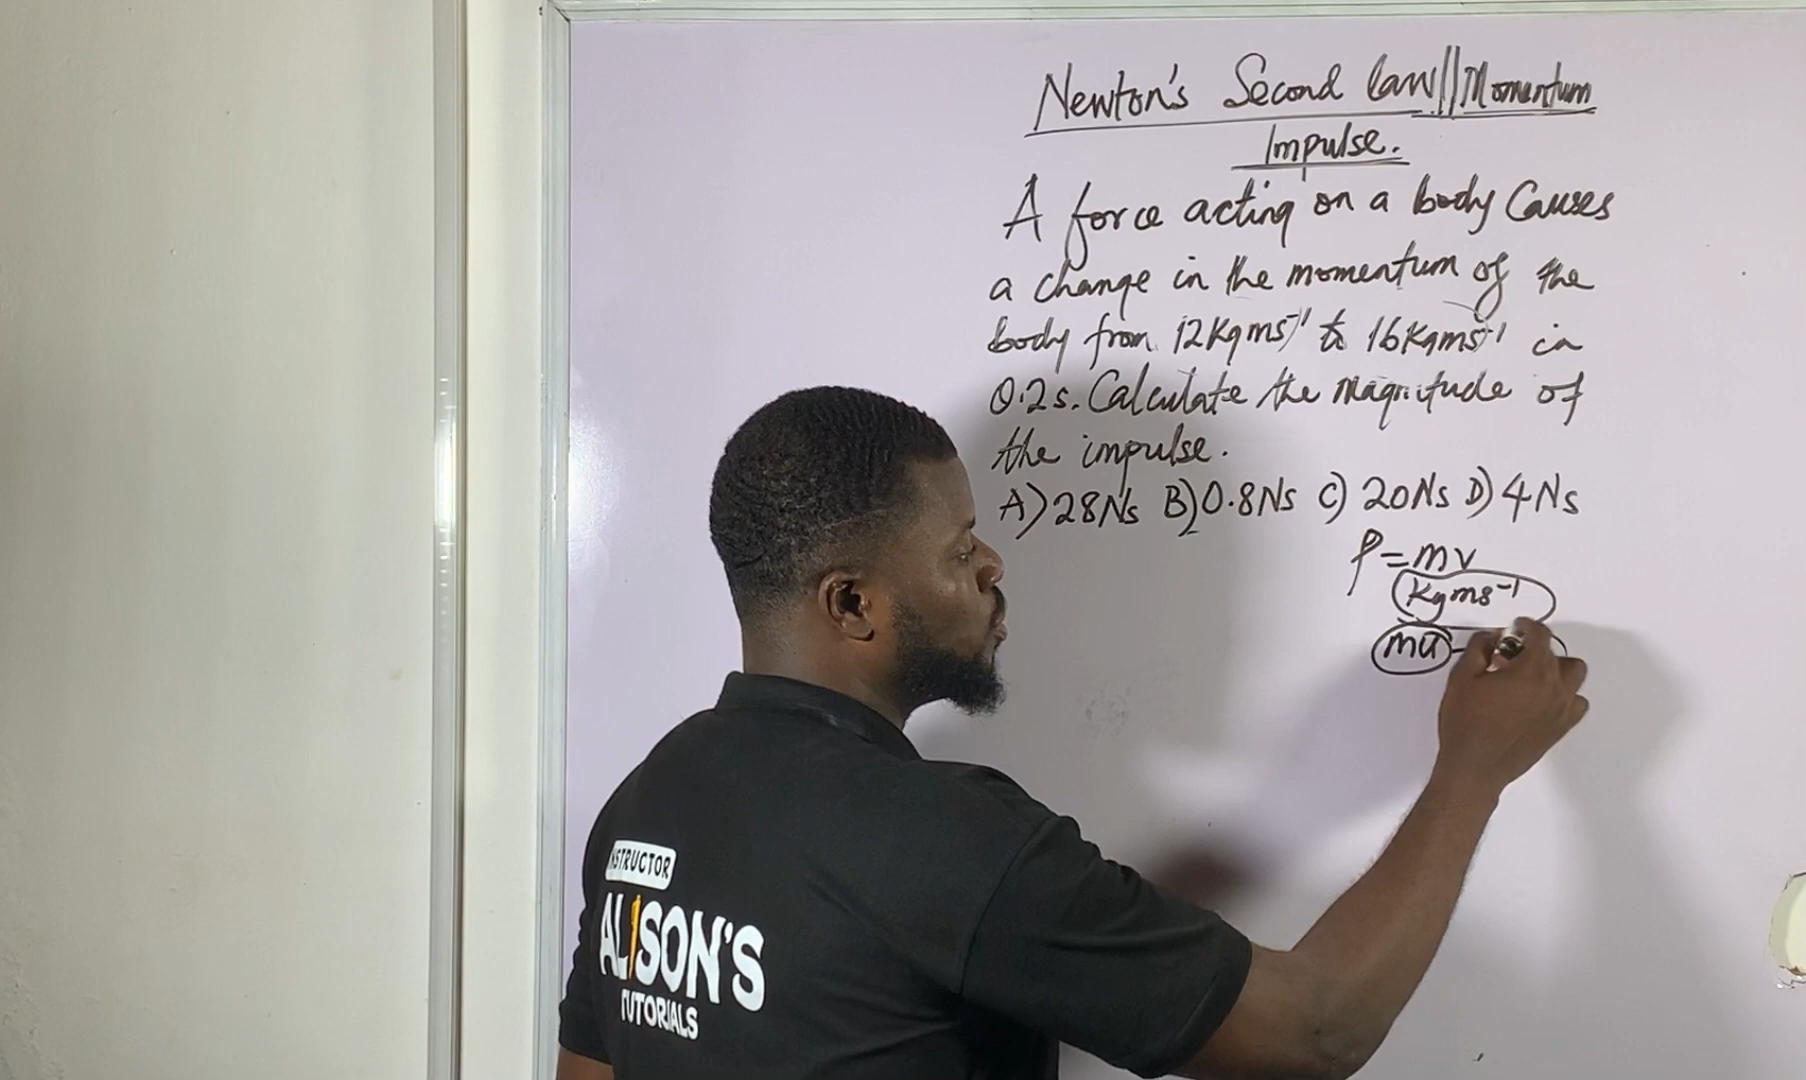 Newton's Second law||Momentum
Impulse.
A force acting on a body Causes
a change in the momentum of the
body from 12Kgms⁻¹ to 16Kgms⁻¹ in
0.2s. Calculate the magnitude of
the impulse.
A) 28Ns B) 0.8Ns C) 20Ns D) 4Ns
P = mv
Kgms⁻¹
mu -
ALISON'S
TUTORIALS